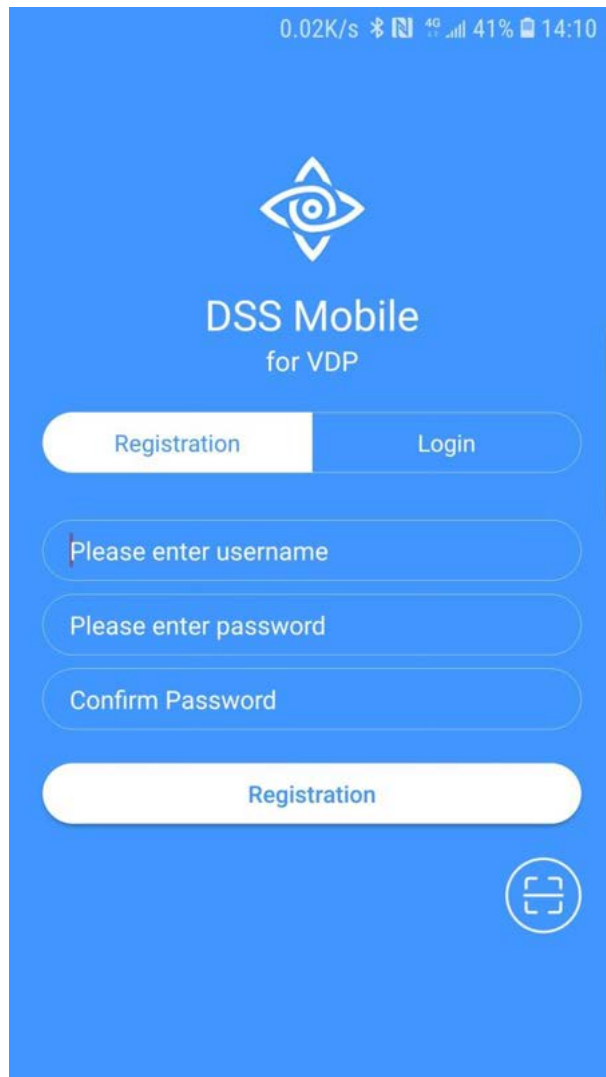 0.02K/s 4G 41% 14:10
DSS Mobile
for VDP
Registration Login
Please enter username
Please enter password
Confirm Password
Registration